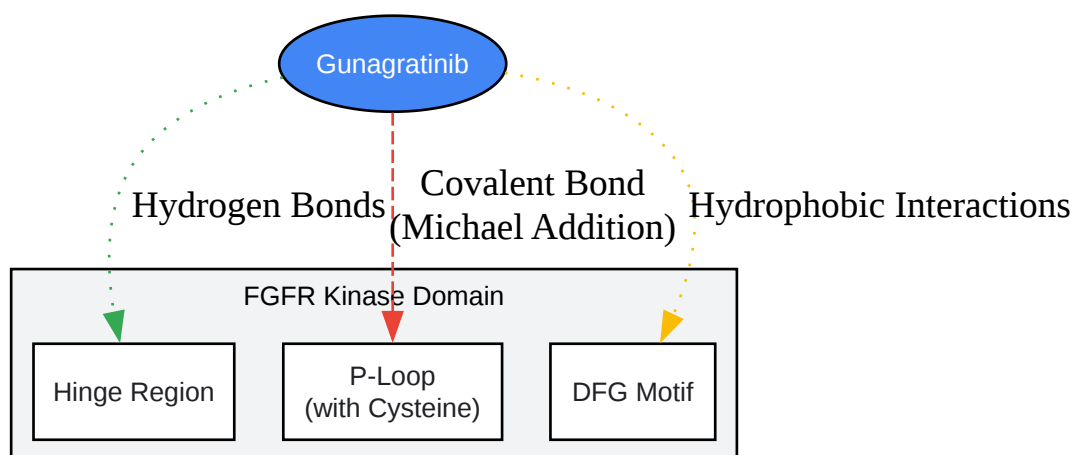 Gunagratinib
Hydrogen Bonds
Covalent Bond
(Michael Addition)
Hydrophobic Interactions
FGFR Kinase Domain
Hinge Region
P-Loop
(with Cysteine)
DFG Motif